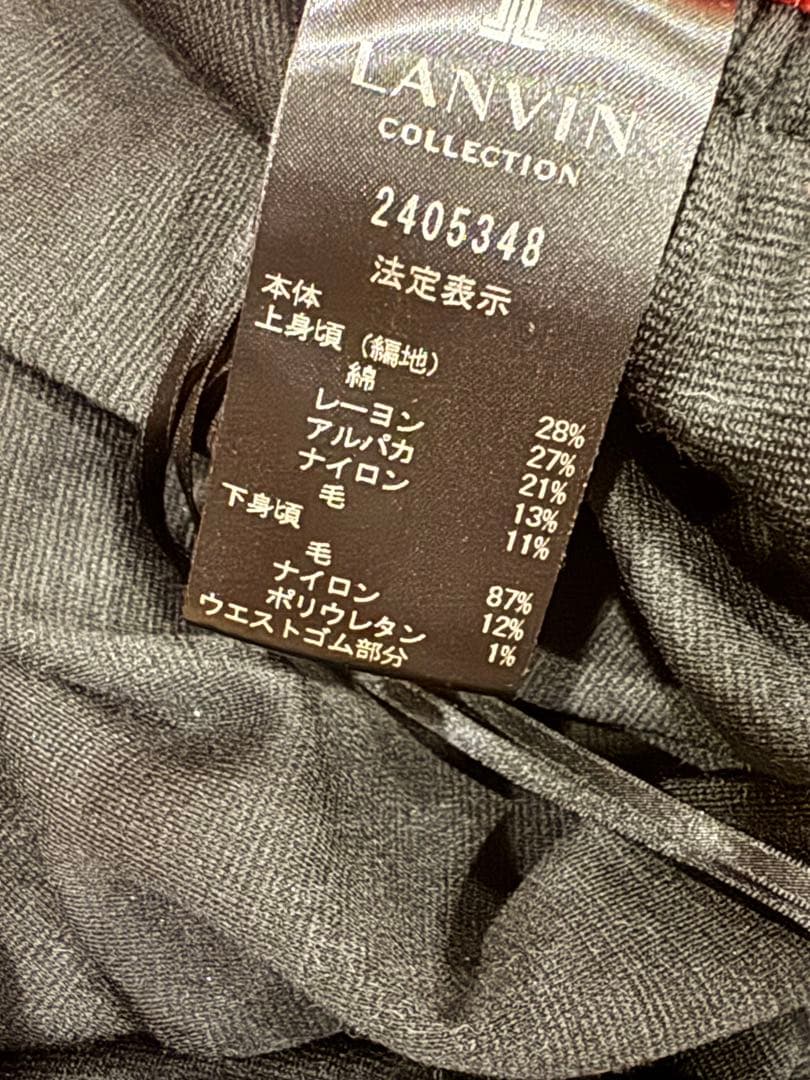 LANVIN
COLLECTION
2405348
法定表示
本体
上身頃 (編地)
綿 28%
レーヨン 27%
アルパカ 21%
ナイロン 13%
毛 11%
下身頃
毛 87%
ナイロン 12%
ポリウレタン 1%
ウエストゴム部分